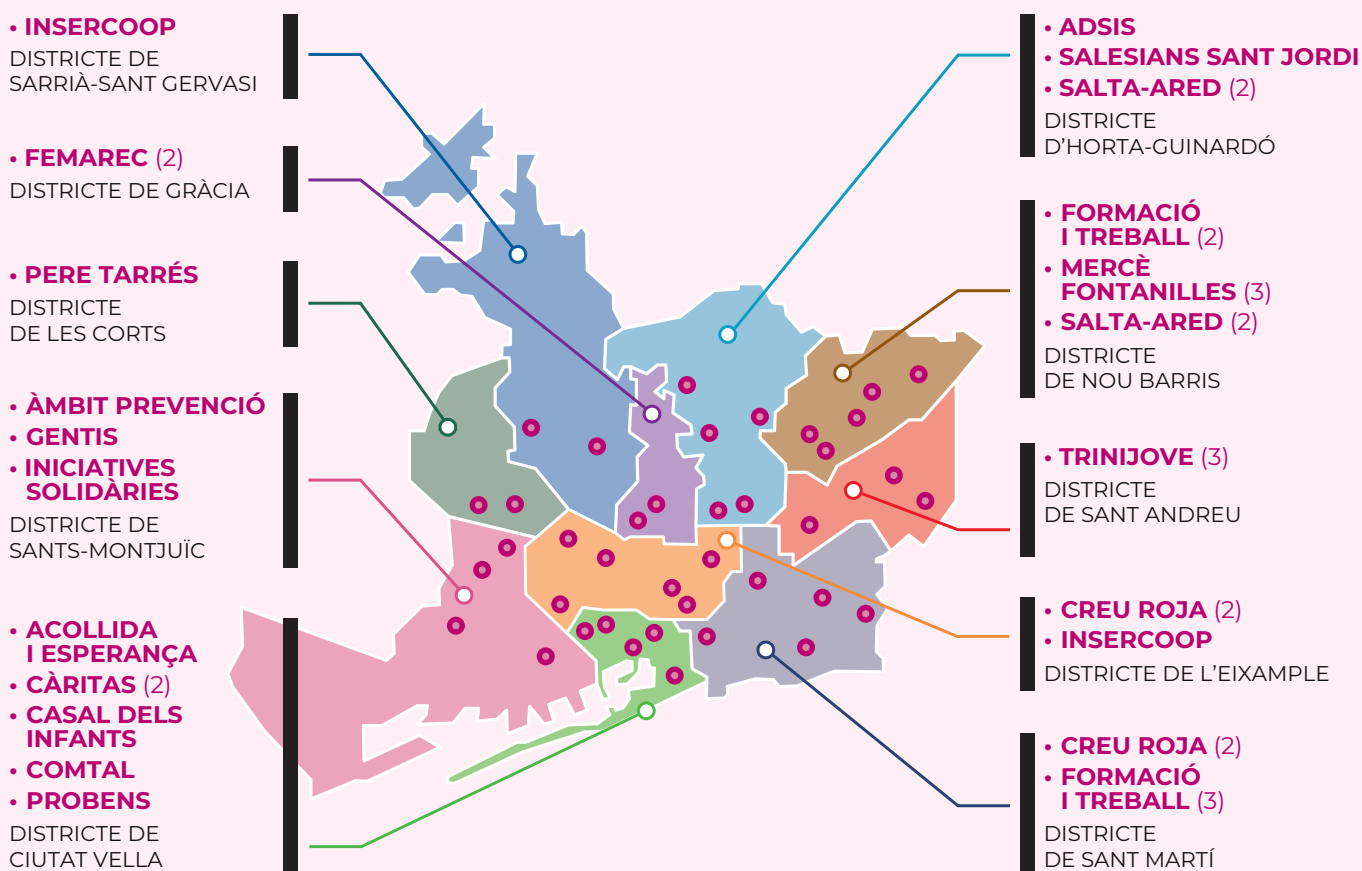 • INSERCOOP
DISTRICTE DE
SARRIÀ-SANT GERVASI
• FEMAREC (2)
DISTRICTE DE GRÀCIA
• PERE TARRÉS
DISTRICTE
DE LES CORTS
• ÀMBIT PREVENCIÓ
• GENTIS
• INICIATIVES
SOLIDÀRIES
DISTRICTE DE
SANTS-MONTJUÏC
• ACOLLIDA
I ESPERANÇA
• CÀRITAS (2)
• CASAL DELS
INFANTS
• COMTAL
• PROBENS
DISTRICTE DE
CIUTAT VELLA
• ADSIS
• SALESIANS SANT JORDI
• SALTA-ARED (2)
DISTRICTE
D'HORTA-GUINARDÓ
• FORMACIÓ
I TREBALL (2)
• MERCÈ
FONTANILLES (3)
• SALTA-ARED (2)
DISTRICTE
DE NOU BARRIS
• TRINIJOVE (3)
DISTRICTE
DE SANT ANDREU
• CREU ROJA (2)
• INSERCOOP
DISTRICTE DE L'EIXAMPLE
• CREU ROJA (2)
• FORMACIÓ
I TREBALL (3)
DISTRICTE
DE SANT MARTÍ